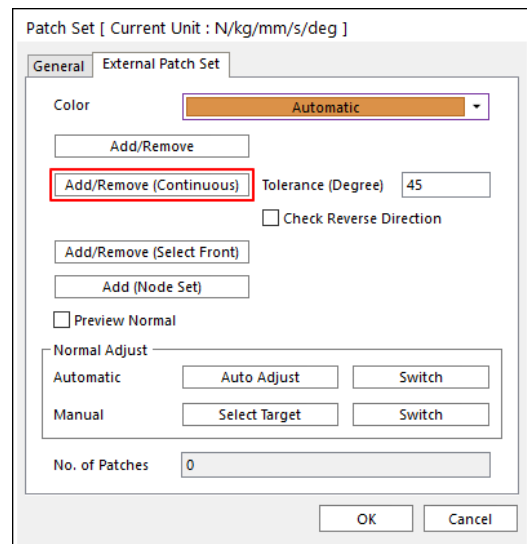 Patch Set [ Current Unit : N/kg/mm/s/deg ]
General External Patch Set
Color Automatic
Add/Remove
Add/Remove (Continuous) Tolerance (Degree) 45
Check Reverse Direction
Add/Remove (Select Front)
Add (Node Set)
Preview Normal
Normal Adjust
Automatic Auto Adjust Switch
Manual Select Target Switch
No. of Patches 0
OK Cancel